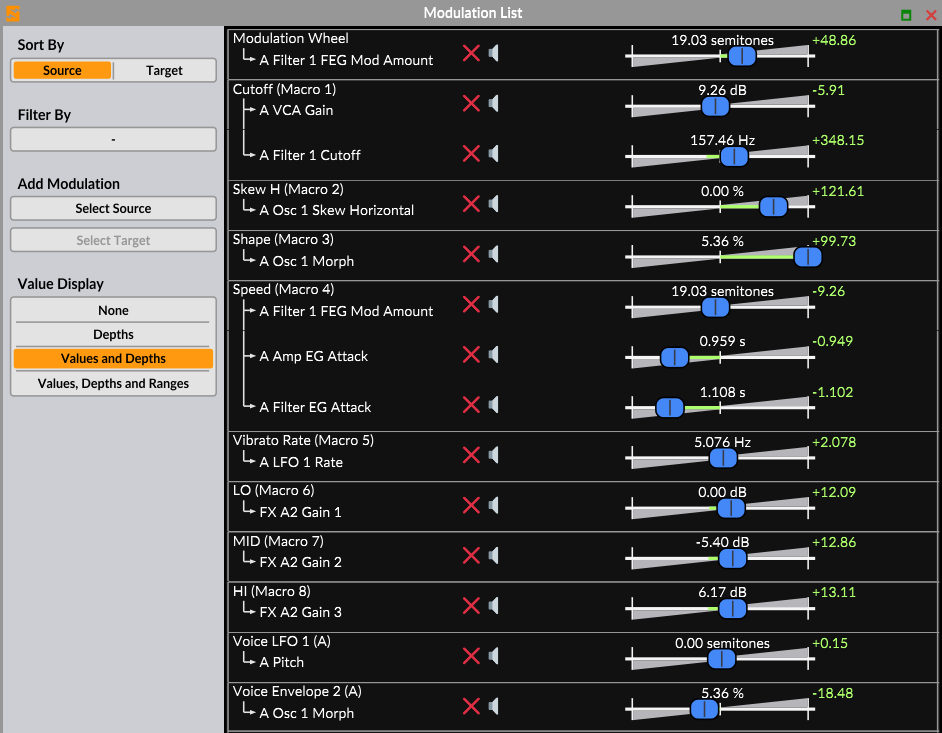 Modulation List
Sort By
Source
Target
Filter By
-
Add Modulation
Select Source
Select Target
Value Display
None
Depths
Values and Depths
Values, Depths and Ranges
Modulation Wheel
A Filter 1 FEG Mod Amount
19.03 semitones
+48.86
Cutoff (Macro 1)
A VCA Gain
9.26 dB
-5.91
A Filter 1 Cutoff
157.46 Hz
+348.15
Skew H (Macro 2)
A Osc 1 Skew Horizontal
0.00 %
+121.61
Shape (Macro 3)
A Osc 1 Morph
5.36 %
+99.73
Speed (Macro 4)
A Filter 1 FEG Mod Amount
19.03 semitones
-9.26
A Amp EG Attack
0.959 s
-0.949
A Filter EG Attack
1.108 s
-1.102
Vibrato Rate (Macro 5)
A LFO 1 Rate
5.076 Hz
+2.078
LO (Macro 6)
FX A2 Gain 1
0.00 dB
+12.09
MID (Macro 7)
FX A2 Gain 2
-5.40 dB
+12.86
HI (Macro 8)
FX A2 Gain 3
6.17 dB
+13.11
Voice LFO 1 (A)
A Pitch
0.00 semitones
+0.15
Voice Envelope 2 (A)
A Osc 1 Morph
5.36 %
-18.48